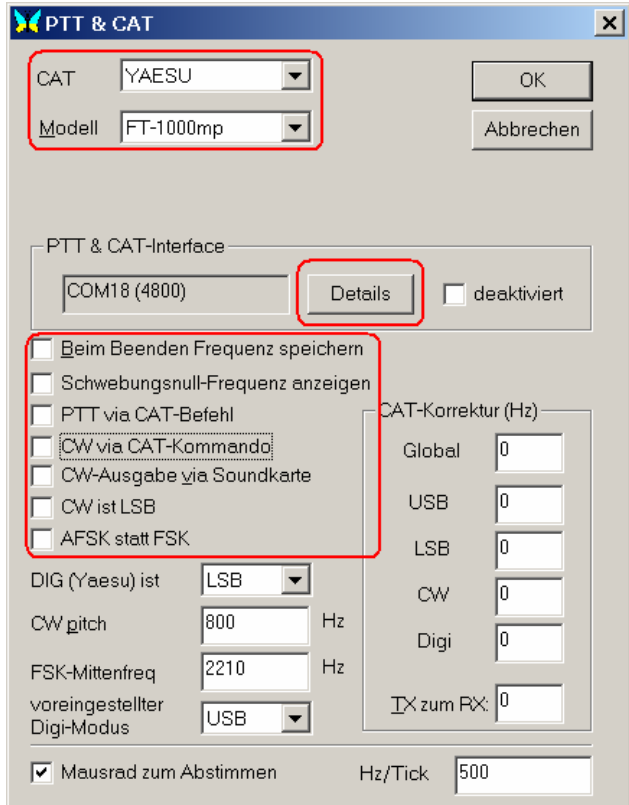 PTT & CAT
CAT YAESU OK
Modell FT-1000mp Abbrechen
PTT & CAT-Interface
COM18 (4800) Details deaktiviert
Beim Beenden Frequenz speichern
Schwebungsnull-Frequenz anzeigen
PTT via CAT-Befehl
CW via CAT-Kommando
CW-Ausgabe via Soundkarte
CW ist LSB
AFSK statt FSK
CAT-Korrektur (Hz)
Global 0
USB 0
LSB 0
CW 0
Digi 0
TX zum RX: 0
DIG (Yaesu) ist LSB
CW pitch 800 Hz
FSK-Mittenfreq 2210 Hz
voreingestellter
Digi-Modus USB
Mausrad zum Abstimmen Hz/Tick 500